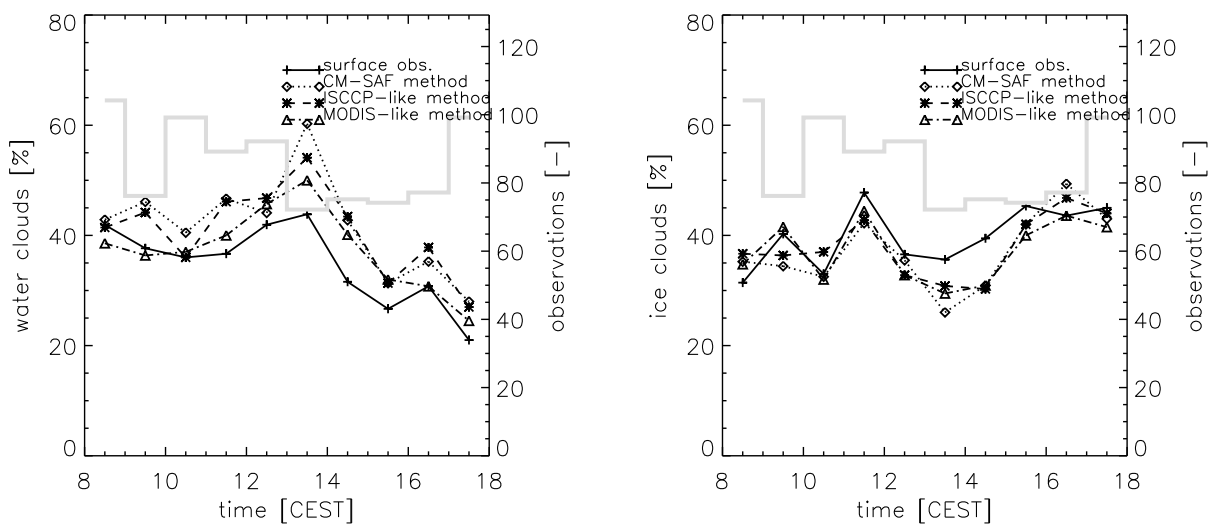 80
60
40
20
0
water clouds [%]
120
100
80
60
40
20
0
observations [–]
surface obs.
CM–SAF method
ISCCP–like method
MODIS–like method
8 10 12 14 16 18
time [CEST]
80
60
40
20
0
ice clouds [%]
120
100
80
60
40
20
0
observations [–]
surface obs.
CM–SAF method
ISCCP–like method
MODIS–like method
8 10 12 14 16 18
time [CEST]